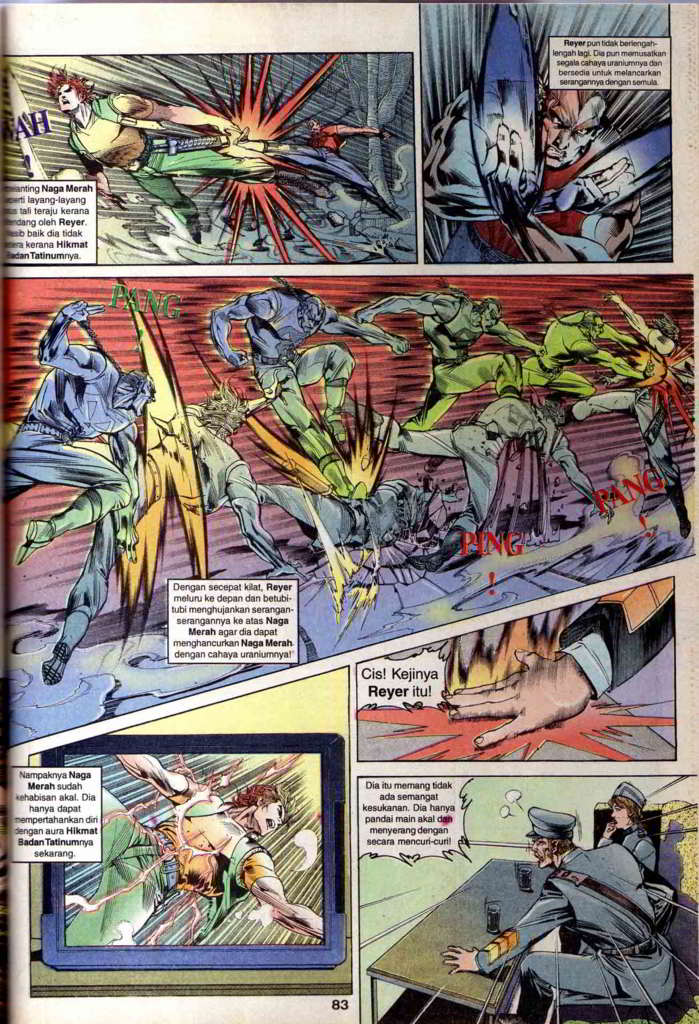 AH
!
Naga Merah
layang-layang
tali teraju kerana
oleh Reyer.
baik dia tidak
kerana Hikmat
Badan Tatinumnya.
Reyer pun tidak berlengah-
lengah lagi. Dia pun memusatkan
segala cahaya uraniumnya dan
bersedia untuk melancarkan
serangannya dengan semula.
PANG
PANG
!
PING
!
Dengan secepat kilat, Reyer
meluru ke depan dan betubi-
tubi menghujankan serangan-
serangannya ke atas Naga
Merah agar dia dapat
menghancurkan Naga Merah
dengan cahaya uraniumnya!
Cis! Kejinya
Reyer itu!
Nampaknya Naga
Merah sudah
kehabisan akal. Dia
hanya dapat
mempertahankan diri
dengan aura Hikmat
Badan Tatinumnya
sekarang.
Dia itu memang tidak
ada semangat
kesukanan. Dia hanya
pandai main akal dan
menyerang dengan
secara mencuri-curi!
83